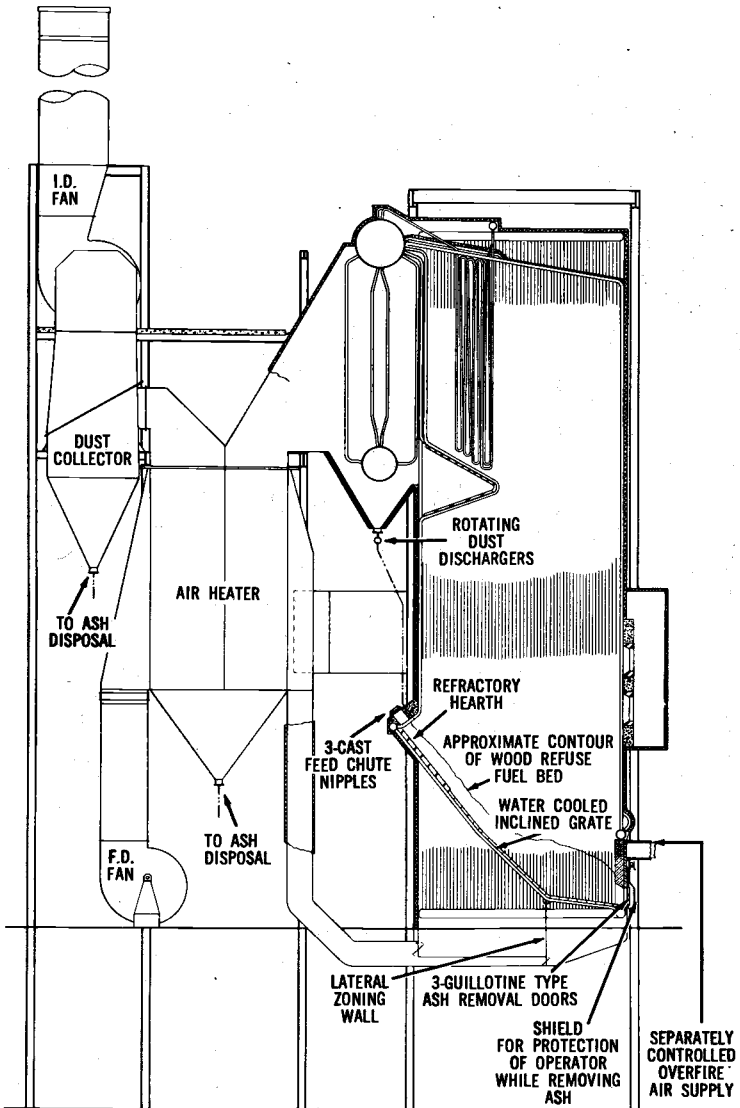 I.D.
FAN
DUST
COLLECTOR
ROTATING
DUST
DISCHARGERS
AIR HEATER
TO ASH
DISPOSAL
REFRACTORY
HEARTH
3-CAST
FEED CHUTE
NIPPLES
APPROXIMATE CONTOUR
OF WOOD REFUSE
FUEL BED
WATER COOLED
INCLINED GRATE
TO ASH
DISPOSAL
F.D.
FAN
LATERAL
ZONING
WALL
3-GUILLOTINE TYPE
ASH REMOVAL DOORS
SHIELD
FOR PROTECTION
OF OPERATOR
WHILE REMOVING
ASH
SEPARATELY
CONTROLLED
OVERFIRE
AIR SUPPLY